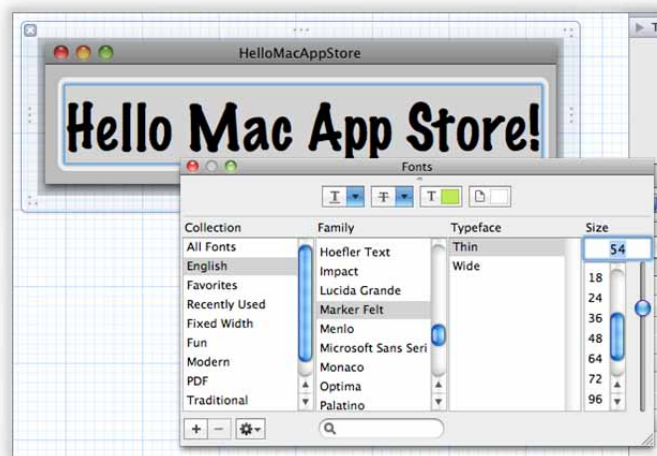 HelloMacAppStore
Hello Mac App Store!
Fonts
T T T
Collection Family Typeface Size
All Fonts
English
Favorites
Recently Used
Fixed Width
Fun
Modern
PDF
Traditional
Hoefler Text
Impact
Lucida Grande
Marker Felt
Menlo
Microsoft Sans Seri
Monaco
Optima
Palatino
Thin
Wide
54
18
24
36
48
64
72
96